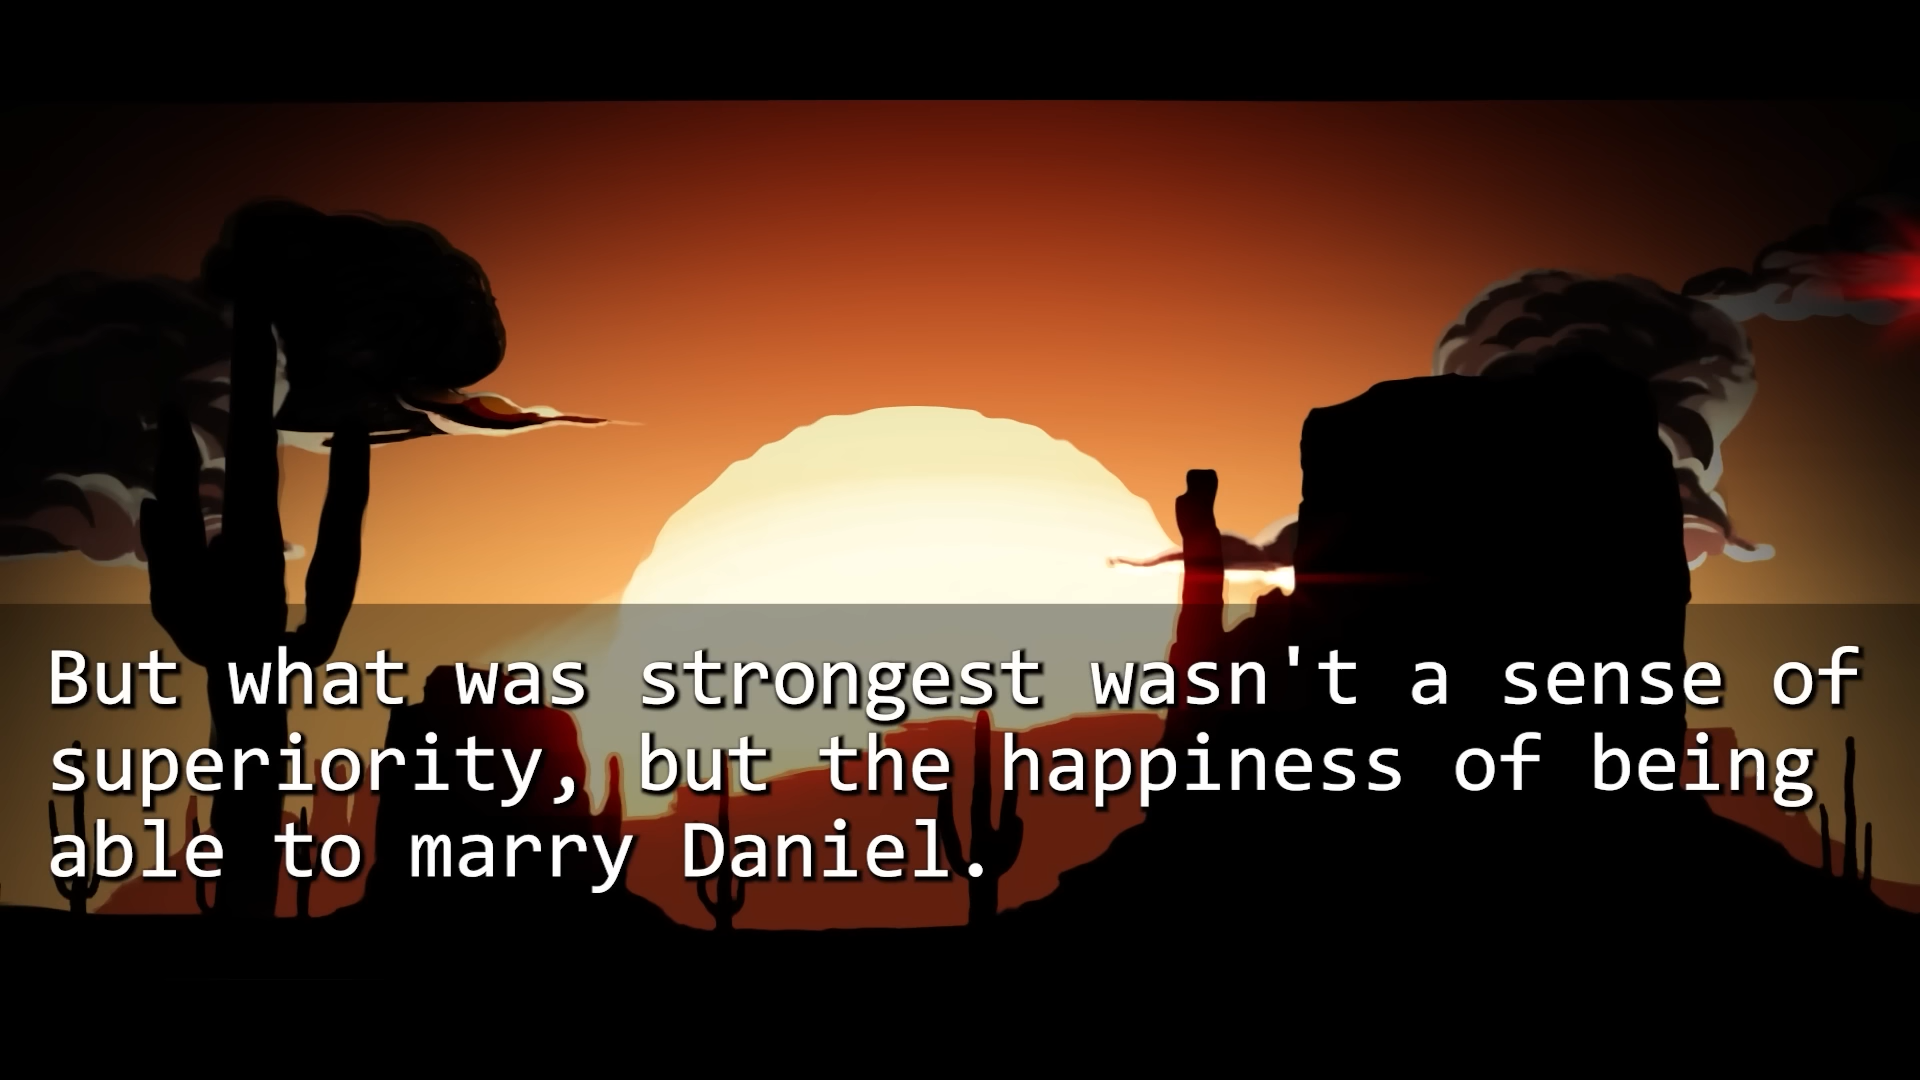 But what was strongest wasn't a sense of
superiority, but the happiness of being
able to marry Daniel.